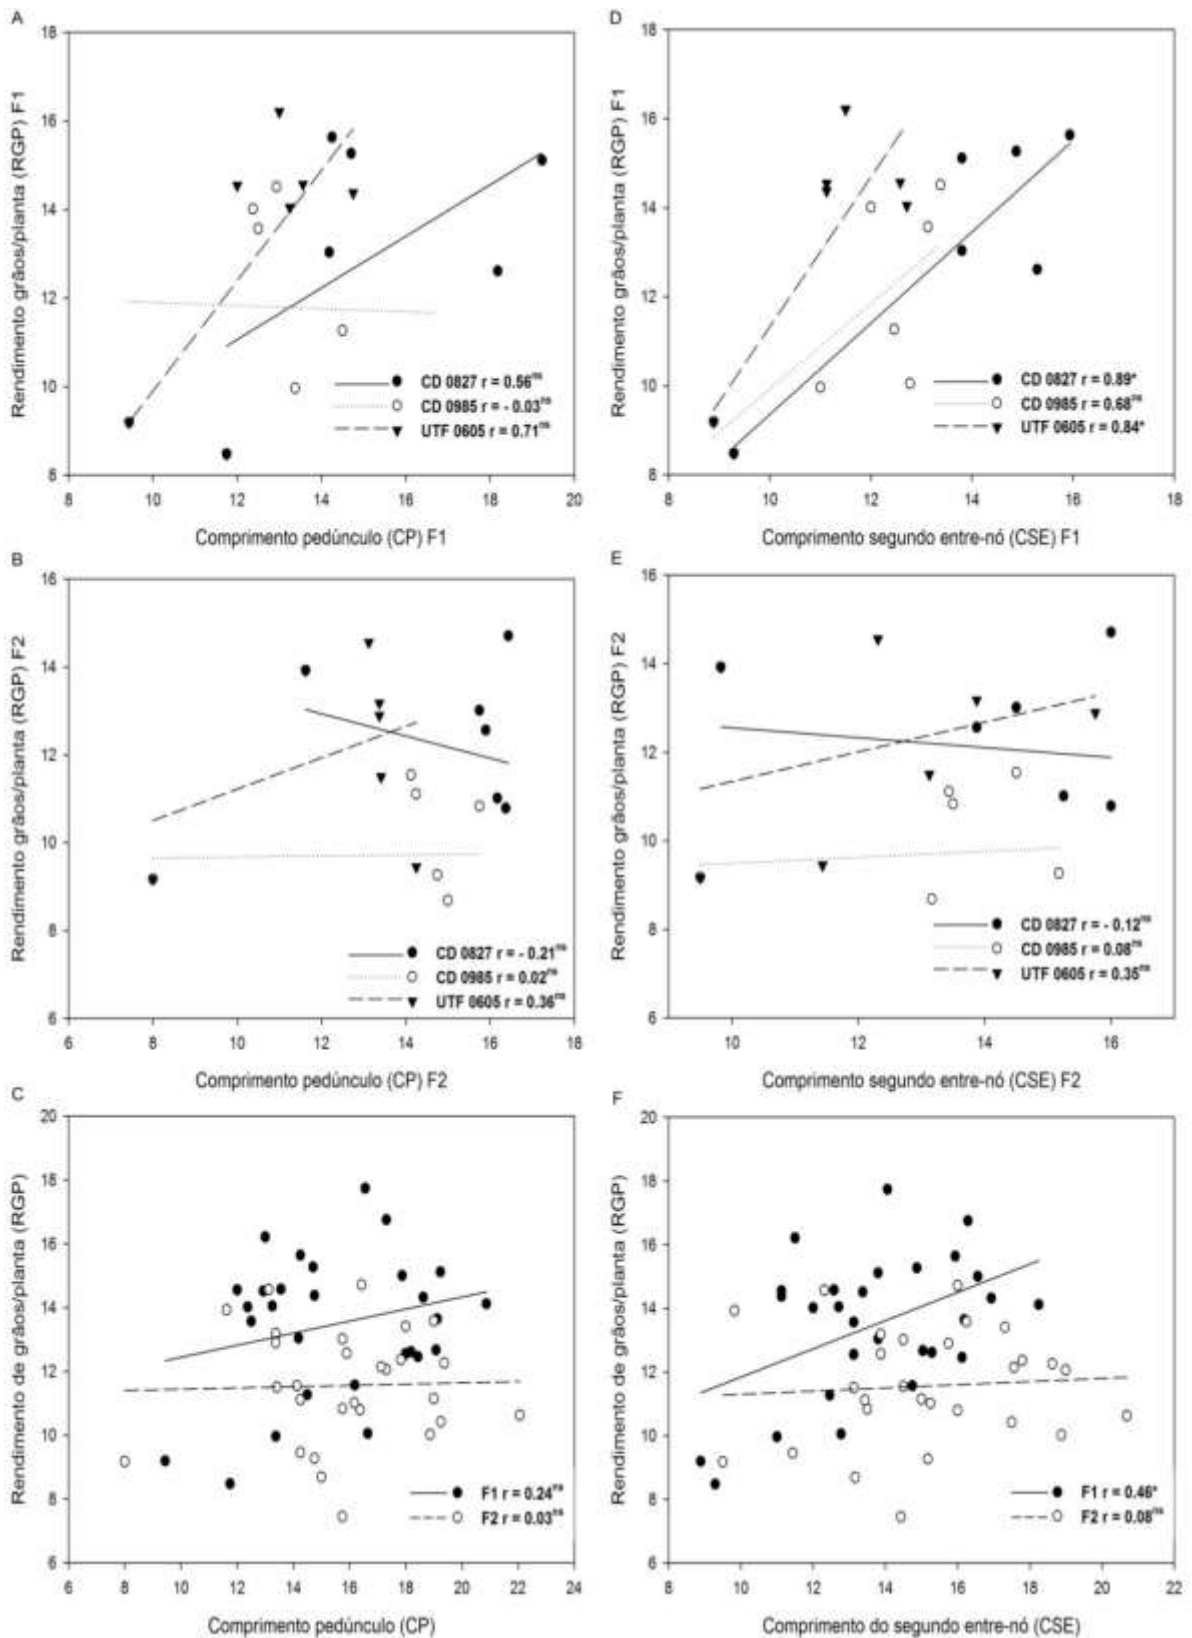 A
18
16
14
12
10
8
Rendimento grãos/planta (RGP) F1
CD 0827 r = 0.56ns
CD 0985 r = - 0.03ns
UTF 0605 r = 0.71ns
8 10 12 14 16 18 20
Comprimento pedúnculo (CP) F1
D
18
16
14
12
10
8
Rendimento grãos/planta (RGP) F1
CD 0827 r = 0.89*
CD 0985 r = 0.68ns
UTF 0605 r = 0.84*
8 10 12 14 16 18
Comprimento segundo entre-nó (CSE) F1
B
16
14
12
10
8
6
Rendimento grãos/planta (RGP) F2
CD 0827 r = - 0.21ns
CD 0985 r = 0.02ns
UTF 0605 r = 0.36ns
6 8 10 12 14 16 18
Comprimento pedúnculo (CP) F2
E
16
14
12
10
8
6
Rendimento grãos/planta (RGP) F2
CD 0827 r = - 0.12ns
CD 0985 r = 0.08ns
UTF 0605 r = 0.35ns
10 12 14 16
Comprimento segundo entre-nó (CSE) F2
C
20
18
16
14
12
10
8
6
Rendimento de grãos/planta (RGP)
F1 r = 0.24ns
F2 r = 0.03ns
6 8 10 12 14 16 18 20 22 24
Comprimento pedúnculo (CP)
F
20
18
16
14
12
10
8
6
Rendimento de grãos/planta (RGP)
F1 r = 0.46*
F2 r = 0.08ns
8 10 12 14 16 18 20 22
Comprimento do segundo entre-nó (CSE)